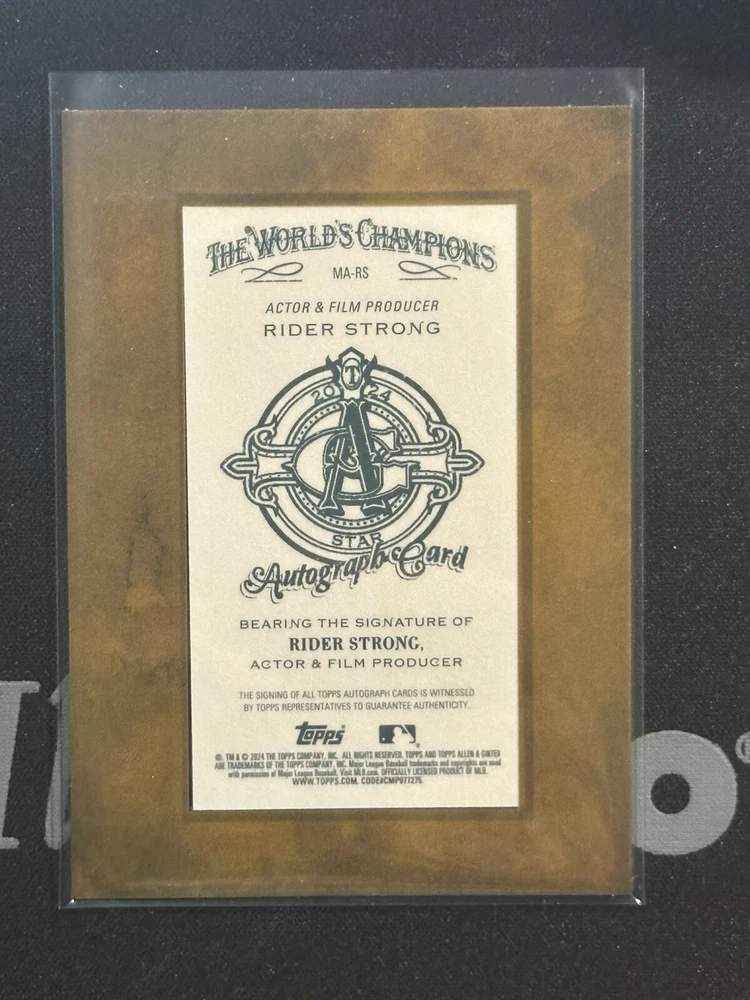 THE WORLD'S CHAMPIONS
MA-RS
ACTOR & FILM PRODUCER
RIDER STRONG
T
20 24
A&G
STAR
Autograph Card
BEARING THE SIGNATURE OF
RIDER STRONG,
ACTOR & FILM PRODUCER
THE SIGNING OF ALL TOPPS AUTOGRAPH CARDS IS WITNESSED
BY TOPPS REPRESENTATIVES TO GUARANTEE AUTHENTICITY.
topps
®, TM & © 2024 THE TOPPS COMPANY, INC. ALL RIGHTS RESERVED. TOPPS AND TOPPS ALLEN & GINTER
ARE TRADEMARKS OF THE TOPPS COMPANY, INC. Major League Baseball trademarks and copyrights are used
with permission of Major League Baseball. Visit MLB.com. OFFICIALLY LICENSED PRODUCT OF MLB.
WWW.TOPPS.COM. CODE#CMP077275.